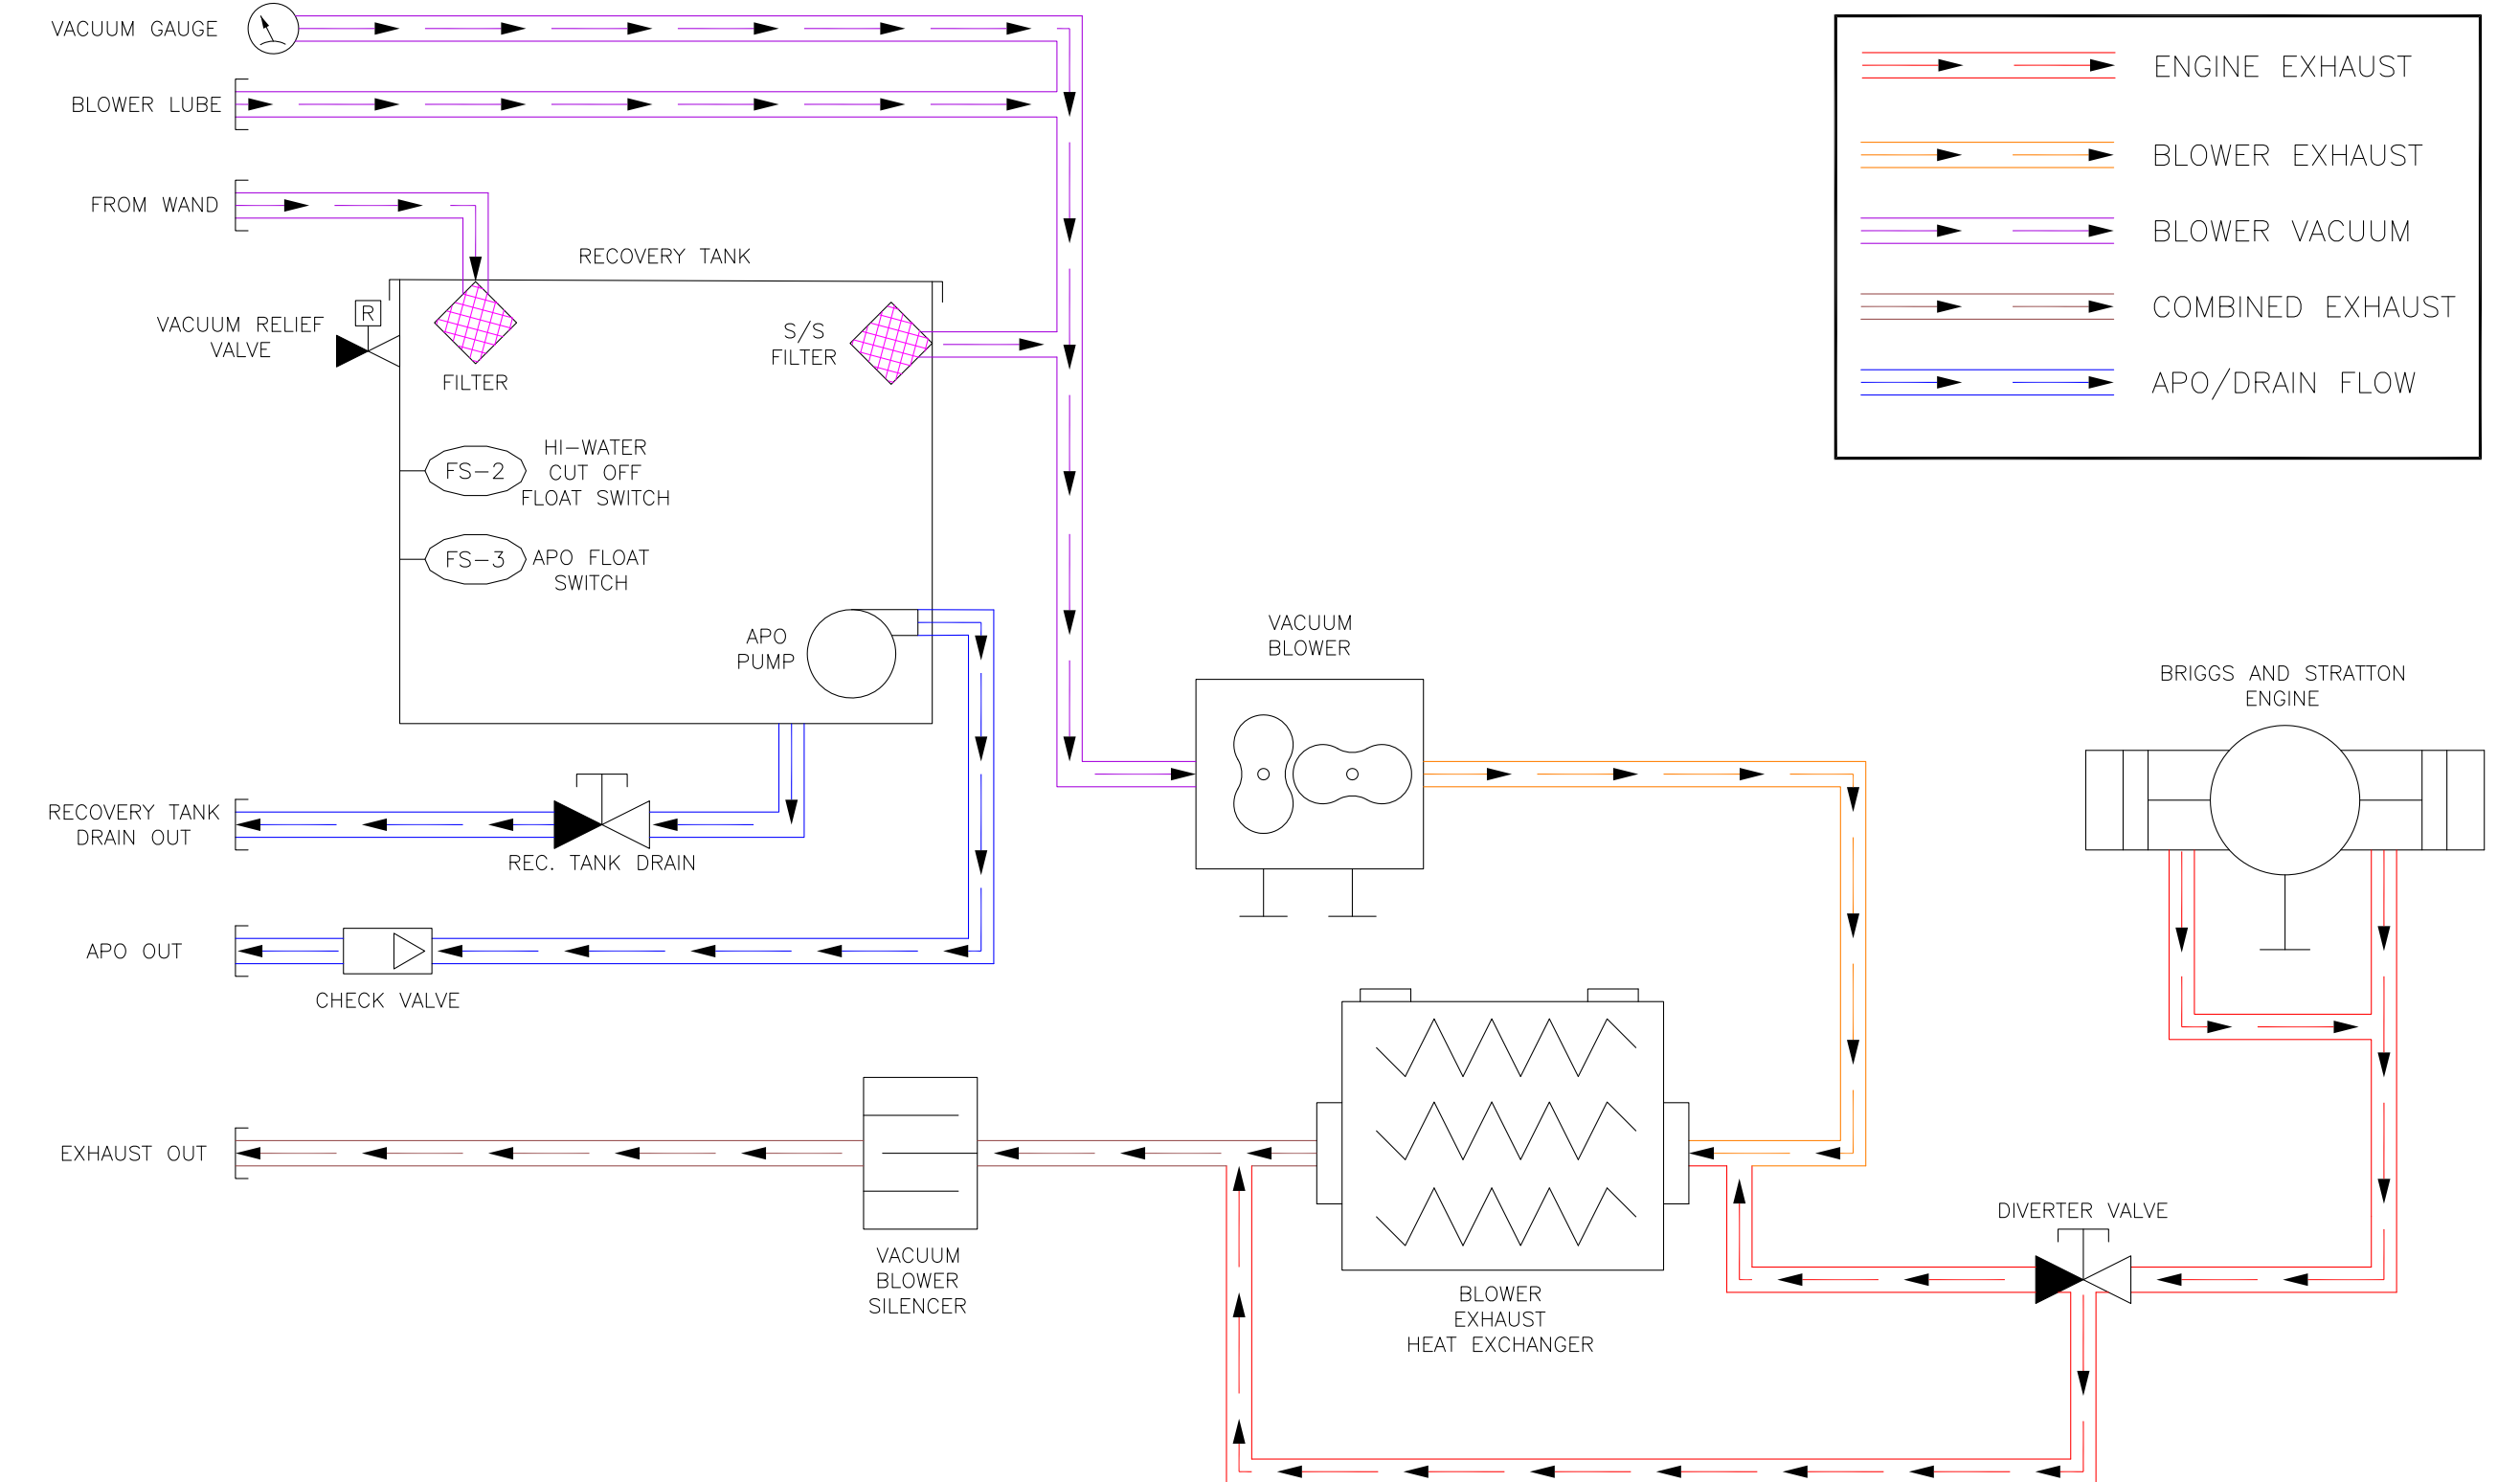 VACUUM GAUGE
BLOWER LUBE
FROM WAND
RECOVERY TANK
VACUUM RELIEF
VALVE
R
FILTER
S/S
FILTER
FS-2
HI-WATER
CUT OFF
FLOAT SWITCH
FS-3
APO FLOAT
SWITCH
APO
PUMP
RECOVERY TANK
DRAIN OUT
REC. TANK DRAIN
APO OUT
CHECK VALVE
EXHAUST OUT
VACUUM
BLOWER
SILENCER
VACUUM
BLOWER
BLOWER
EXHAUST
HEAT EXCHANGER
BRIGGS AND STRATTON
ENGINE
DIVERTER VALVE
ENGINE EXHAUST
BLOWER EXHAUST
BLOWER VACUUM
COMBINED EXHAUST
APO/DRAIN FLOW